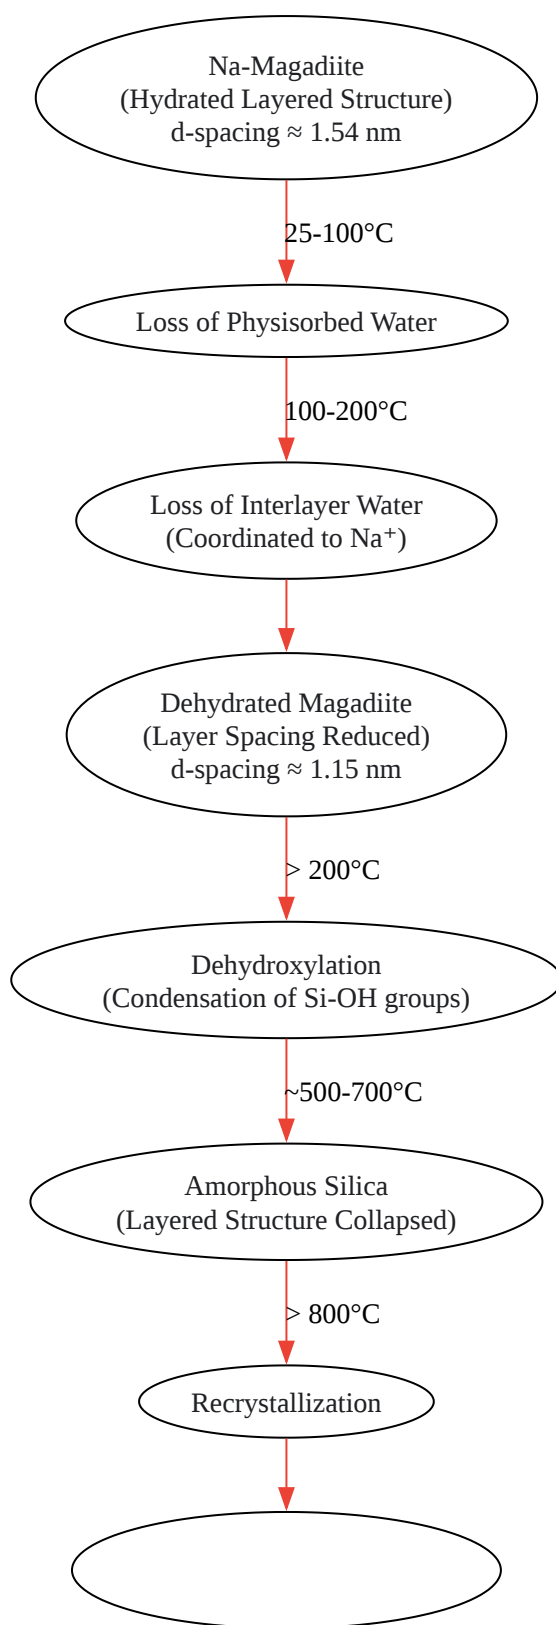 Na-Magadiite
(Hydrated Layered Structure)
d-spacing ≈ 1.54 nm
25-100°C
Loss of Physisorbed Water
100-200°C
Loss of Interlayer Water
(Coordinated to Na⁺)
Dehydrated Magadiite
(Layer Spacing Reduced)
d-spacing ≈ 1.15 nm
> 200°C
Dehydroxylation
(Condensation of Si-OH groups)
~500-700°C
Amorphous Silica
(Layered Structure Collapsed)
> 800°C
Recrystallization